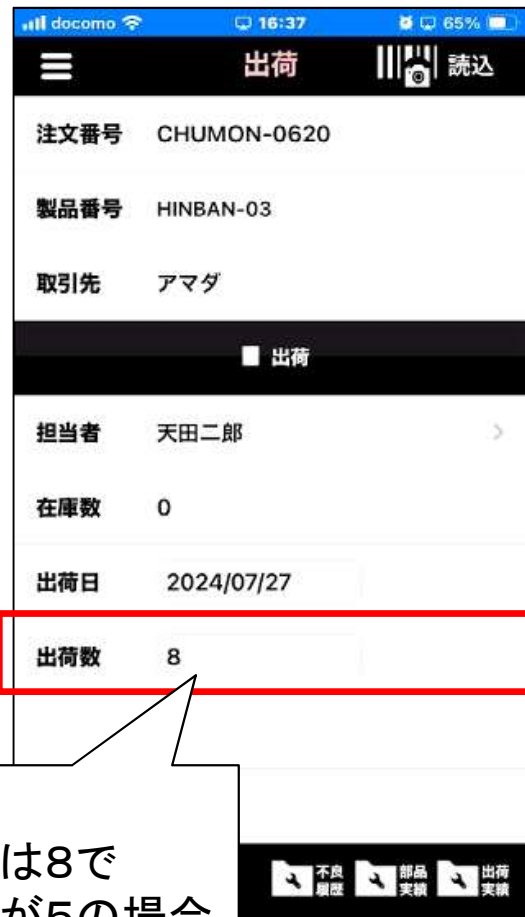 docomo 16:37 65%
出荷 読込
注文番号 CHUMON-0620
製品番号 HINBAN-03
取引先 アマダ
■ 出荷
担当者 天田二郎 >
在庫数 0
出荷日 2024/07/27
出荷数 8
は8で
が5の場合
不良履歴 部品実績 出荷実績